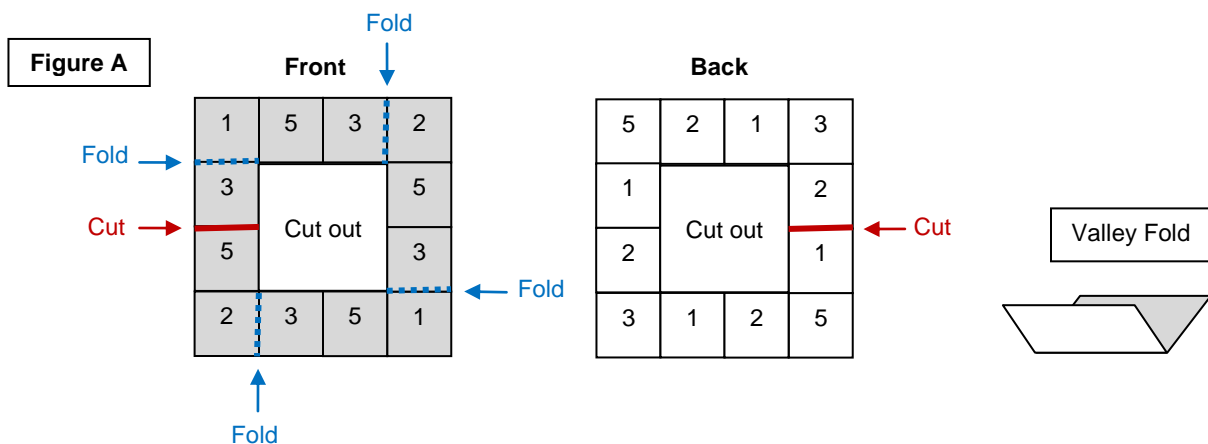 Fold
Figure A
Front
Back
1 5 3 2
5 2 1 3
Fold
3
5
1
2
Cut
Cut out
Cut out
Cut
Valley Fold
5
3
2
1
Fold
2 3 5 1
3 1 2 5
Fold